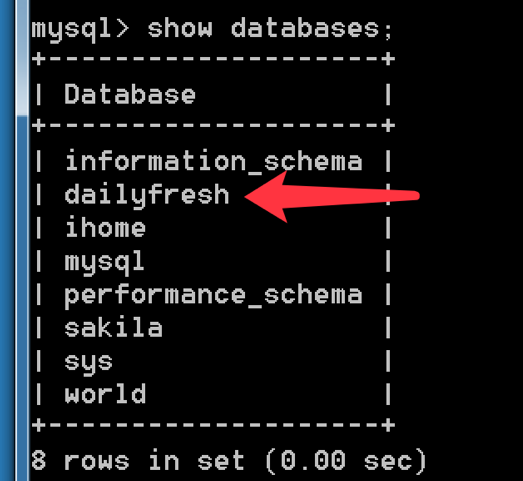 mysql> show databases;
+--------------------+
| Database           |
+--------------------+
| information_schema |
| dailyfresh         |
| ihome              |
| mysql              |
| performance_schema |
| sakila             |
| sys                |
| world              |
+--------------------+
8 rows in set (0.00 sec)